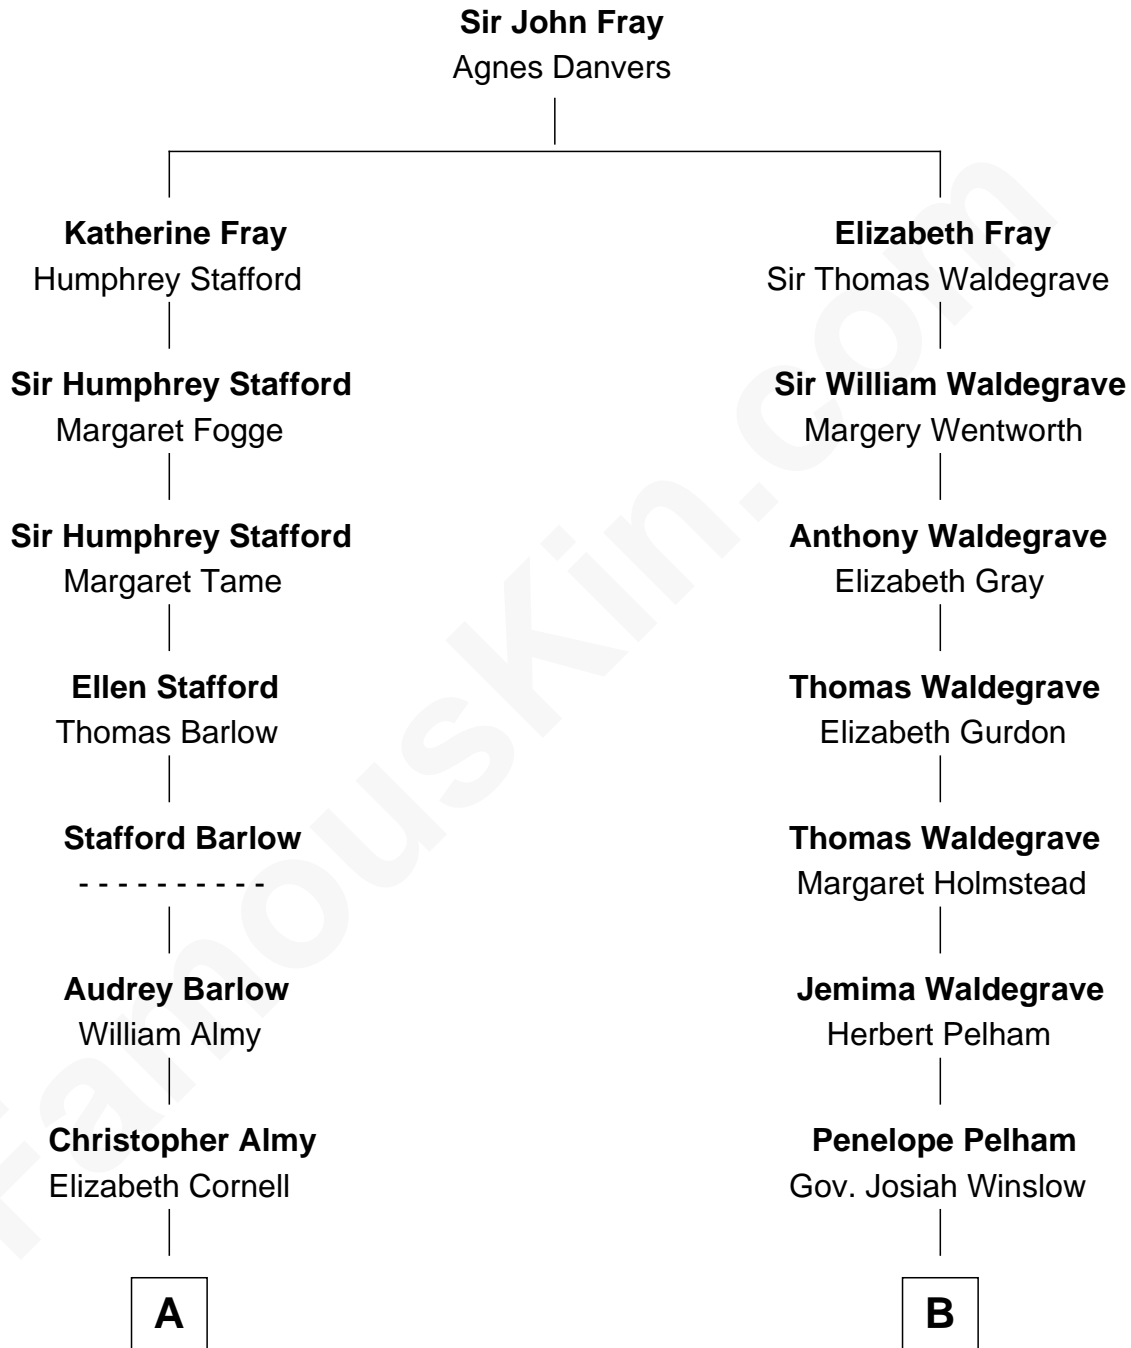 Sir John Fray
Agnes Danvers
Katherine Fray
Humphrey Stafford
Elizabeth Fray
Sir Thomas Waldegrave
Sir Humphrey Stafford
Margaret Fogge
Sir William Waldegrave
Margery Wentworth
Sir Humphrey Stafford
Margaret Tame
Anthony Waldegrave
Elizabeth Gray
Ellen Stafford
Thomas Barlow
Thomas Waldegrave
Elizabeth Gurdon
Stafford Barlow
- - - - - - - - - -
Thomas Waldegrave
Margaret Holmstead
Audrey Barlow
William Almy
Jemima Waldegrave
Herbert Pelham
Christopher Almy
Elizabeth Cornell
Penelope Pelham
Gov. Josiah Winslow
A
B
FamousKin.com